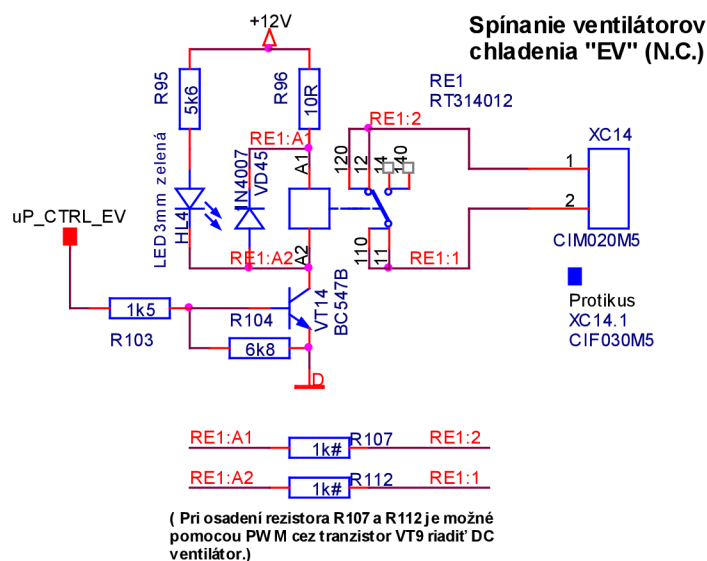 Spínanie ventilátorov
chladenia "EV" (N.C.)
+12V
R95
5k6
R96
10R
RE1
RT314012
RE1:A1
RE1:2
XC14
LED3mm zelená
HL4
1N4007
VD45
A1
120
12
14
140
1
2
uP_CTRL_EV
RE1:A2
A2
110
11
RE1:1
CIM020M5
VT14
BC547B
1k5
R103
R104
6k8
Protikus
XC14.1
CIF030M5
D
RE1:A1
1k#
R107
RE1:2
RE1:A2
1k#
R112
RE1:1
( Pri osadení rezistora R107 a R112 je možné
pomocou PWM cez tranzistor VT9 riadiť DC
ventilátor.)